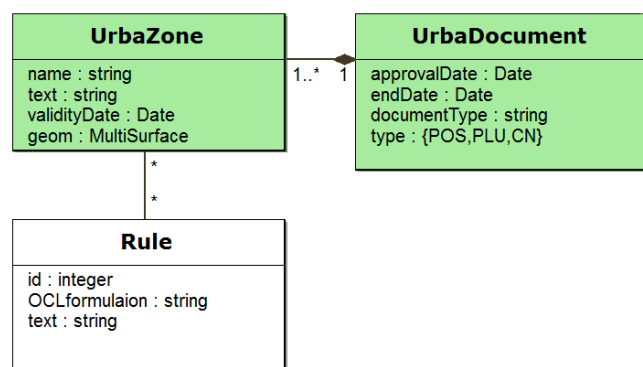 UrbaZone
name : string
text : string
validityDate : Date
geom : MultiSurface
1..* 1
UrbaDocument
approvalDate : Date
endDate : Date
documentType : string
type : {POS,PLU,CN}
*
*
Rule
id : integer
OCLformulaion : string
text : string